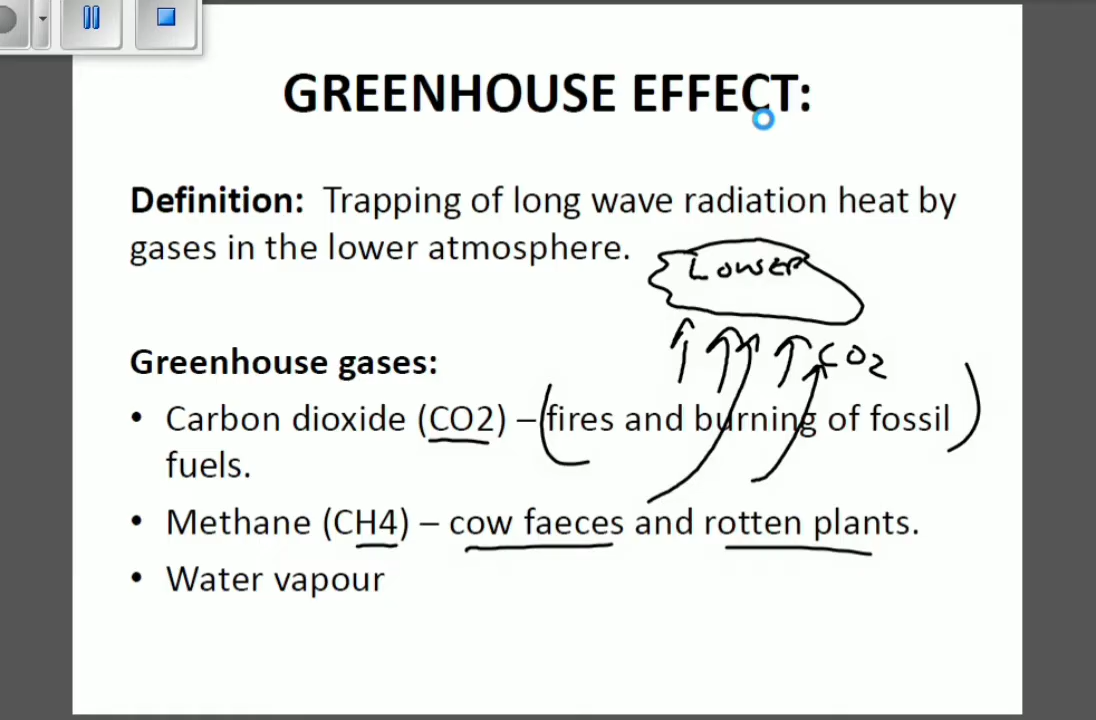 GREENHOUSE EFFECT:
Definition: Trapping of long wave radiation heat by
gases in the lower atmosphere.
Lower
Greenhouse gases:
CO2
• Carbon dioxide (CO2) – (fires and burning of fossil)
fuels.
• Methane (CH4) – cow faeces and rotten plants.
• Water vapour